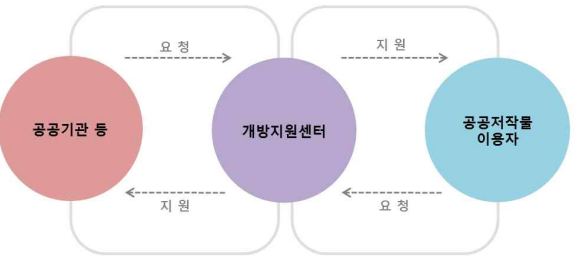 요 청
지 원
공공기관 등
개방지원센터
공공저작물
이용자
지 원
요 청